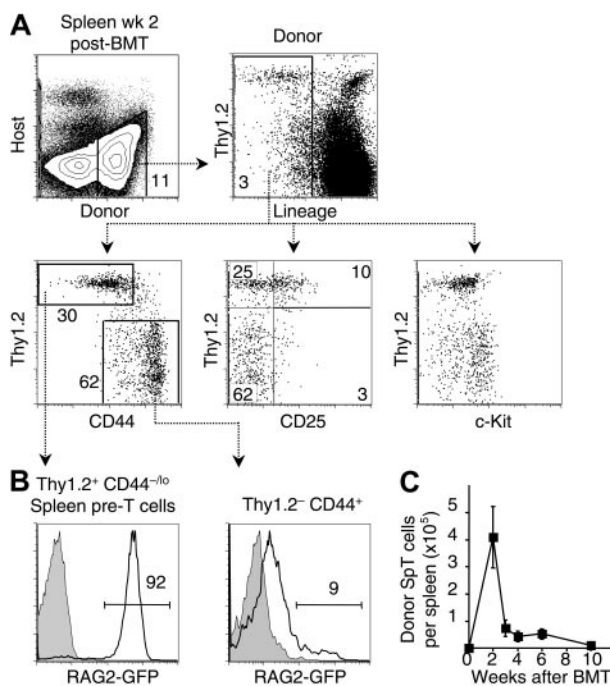 A
Spleen wk 2
post-BMT
Donor
Host
11
Donor
Thy1.2
3
Lineage
Thy1.2
30
62
CD44
Thy1.2
25
10
62
3
CD25
Thy1.2
c-Kit
B
Thy1.2+ CD44−/lo
Spleen pre-T cells
92
RAG2-GFP
Thy1.2− CD44+
9
RAG2-GFP
C
Donor SpT cells
per spleen (x10⁵)
5
4
3
2
1
0 2 4 6 8 10
Weeks after BMT